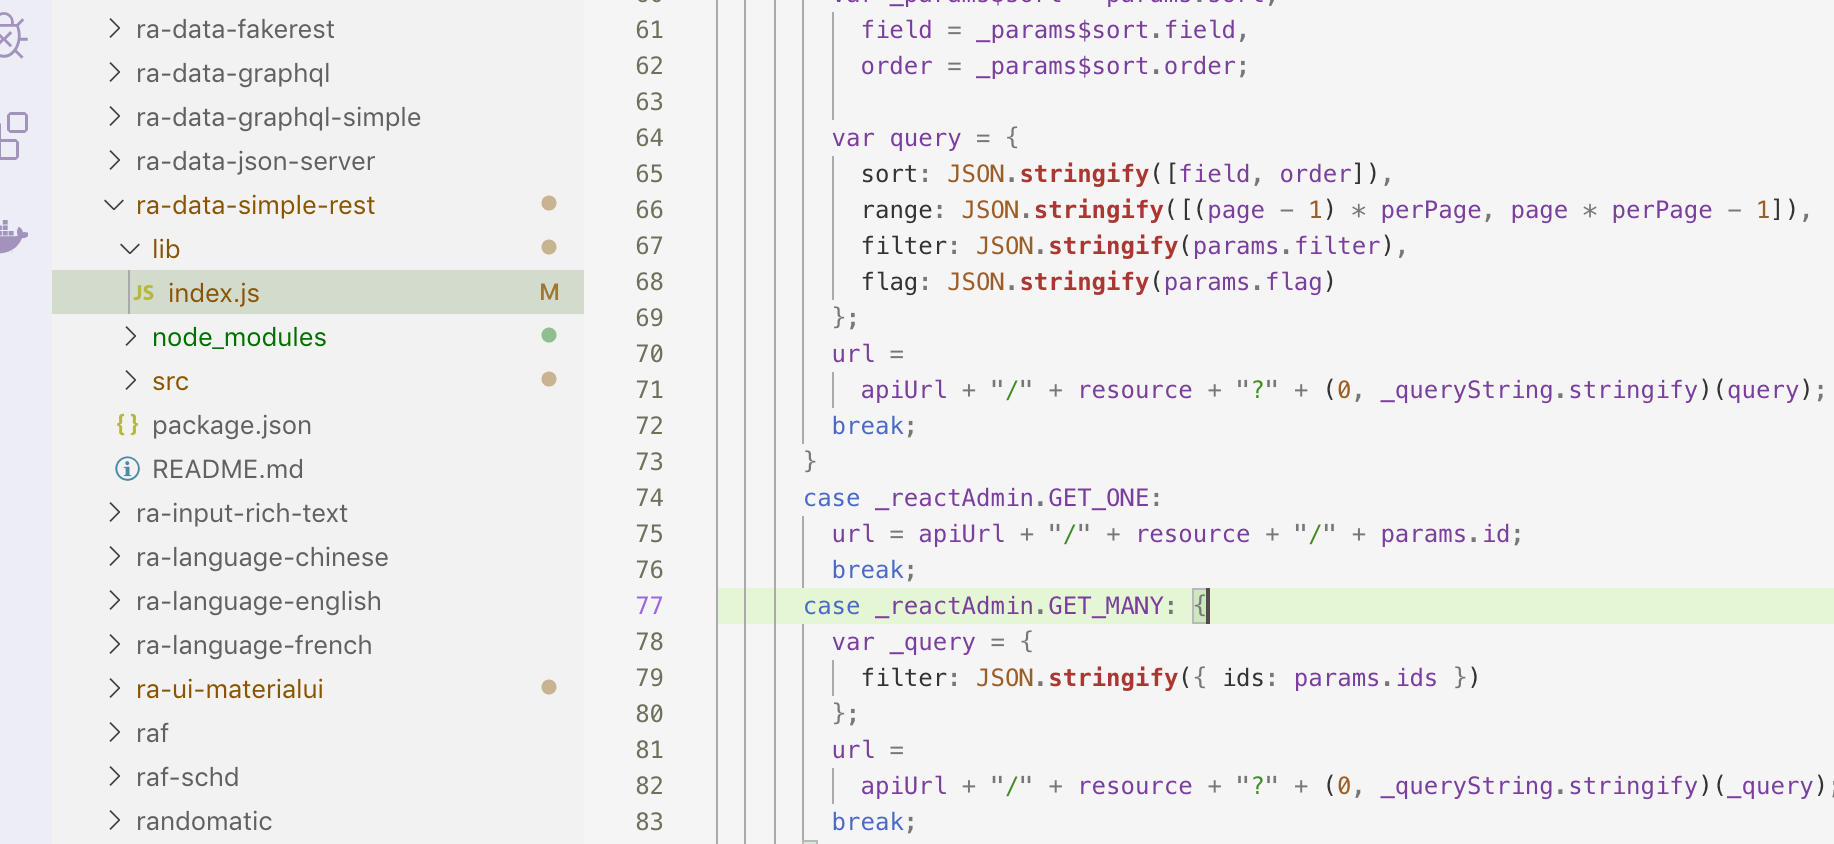 ra-data-fakerest
ra-data-graphql
ra-data-graphql-simple
ra-data-json-server
ra-data-simple-rest
lib
JS index.js M
node_modules
src
{} package.json
README.md
ra-input-rich-text
ra-language-chinese
ra-language-english
ra-language-french
ra-ui-materialui
raf
raf-schd
randomatic
61 field = _params$sort.field,
62 order = _params$sort.order;
63
64 var query = {
65 sort: JSON.stringify([field, order]),
66 range: JSON.stringify([(page - 1) * perPage, page * perPage - 1]),
67 filter: JSON.stringify(params.filter),
68 flag: JSON.stringify(params.flag)
69 };
70 url =
71 apiUrl + "/" + resource + "?" + (0, _queryString.stringify)(query);
72 break;
73 }
74 case _reactAdmin.GET_ONE:
75 url = apiUrl + "/" + resource + "/" + params.id;
76 break;
77 case _reactAdmin.GET_MANY: {
78 var _query = {
79 filter: JSON.stringify({ ids: params.ids })
80 };
81 url =
82 apiUrl + "/" + resource + "?" + (0, _queryString.stringify)(_query);
83 break;